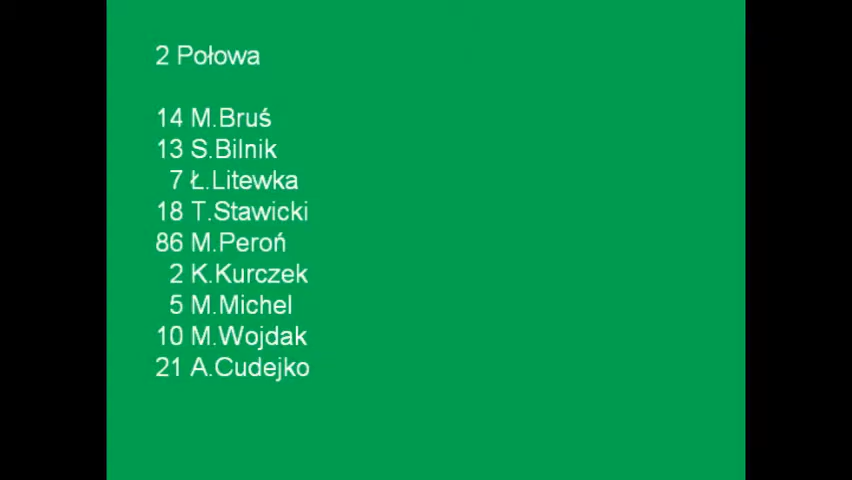 2 Połowa
14 M.Bruś
13 S.Bilnik
7 Ł.Litewka
18 T.Stawicki
86 M.Peroń
2 K.Kurczek
5 M.Michel
10 M.Wojdak
21 A.Cudejko